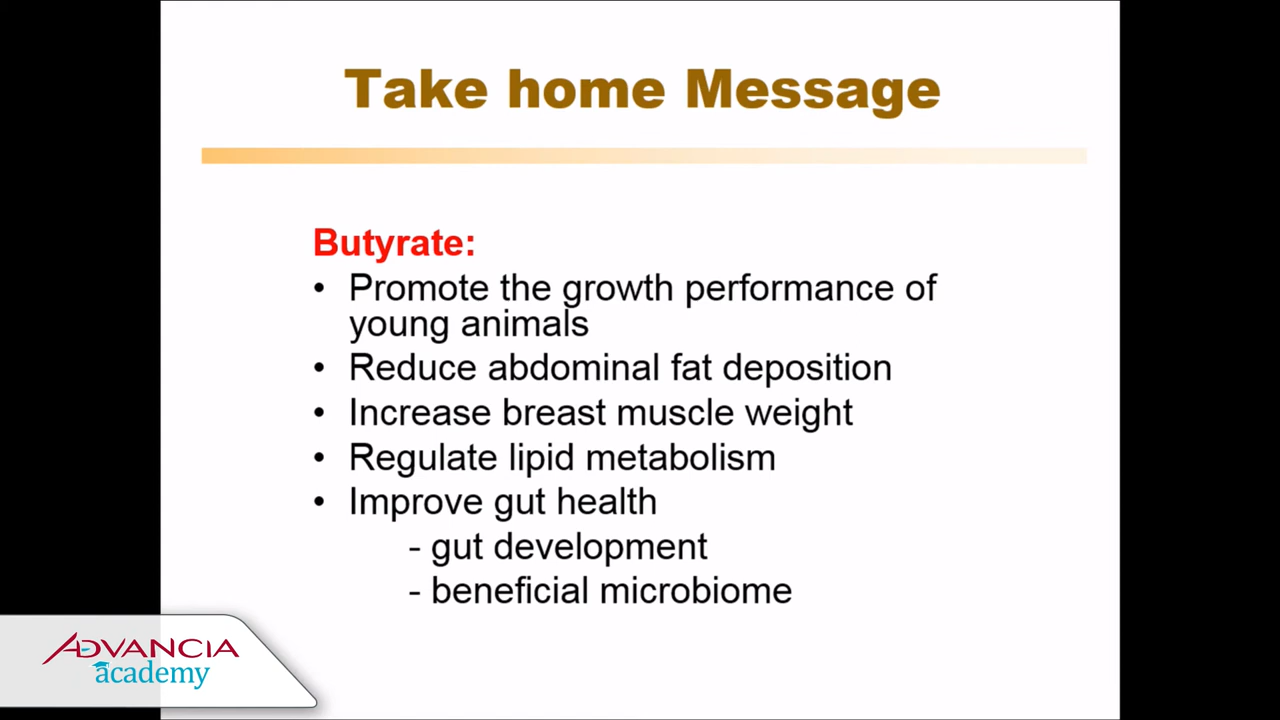 Take home Message
Butyrate:
• Promote the growth performance of
young animals
• Reduce abdominal fat deposition
• Increase breast muscle weight
• Regulate lipid metabolism
• Improve gut health
- gut development
- beneficial microbiome
ADVANCIA
academy